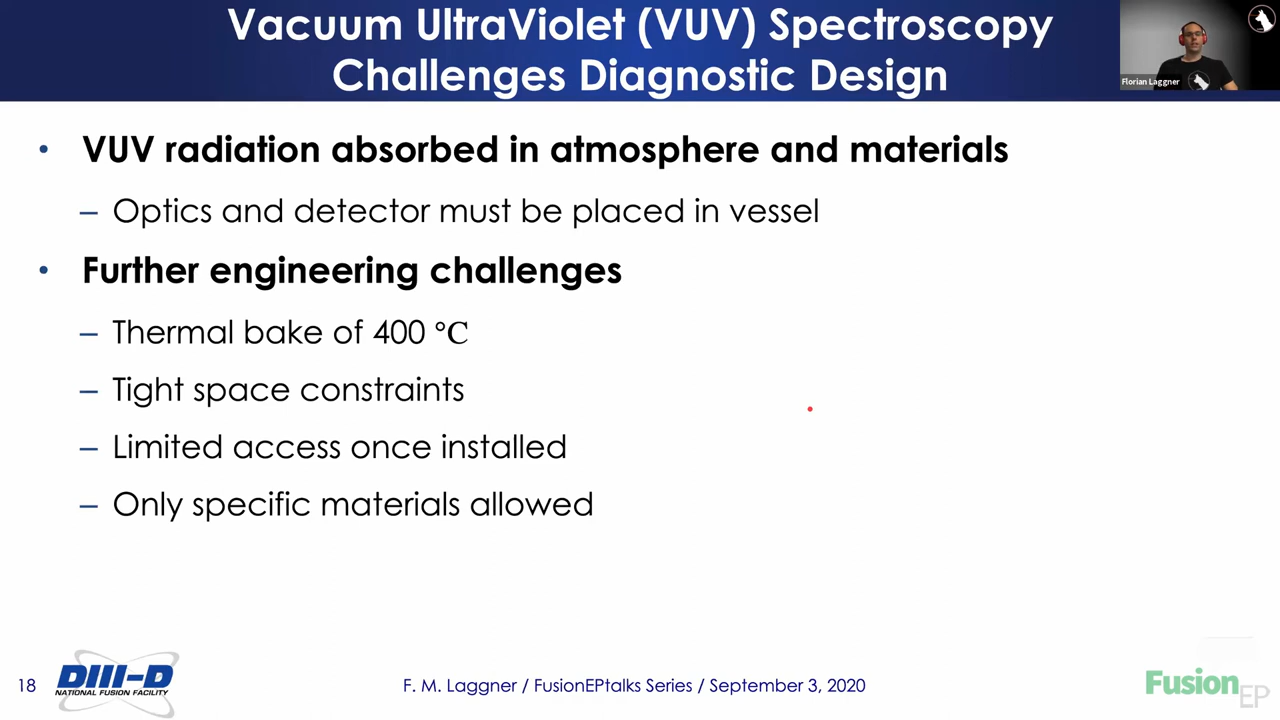 Vacuum UltraViolet (VUV) Spectroscopy
Challenges Diagnostic Design
Florian Laggner
• VUV radiation absorbed in atmosphere and materials
– Optics and detector must be placed in vessel
• Further engineering challenges
– Thermal bake of 400 °C
– Tight space constraints
– Limited access once installed
– Only specific materials allowed
18
DIII-D
NATIONAL FUSION FACILITY
F. M. Laggner / FusionEPtalks Series / September 3, 2020
Fusion
EP